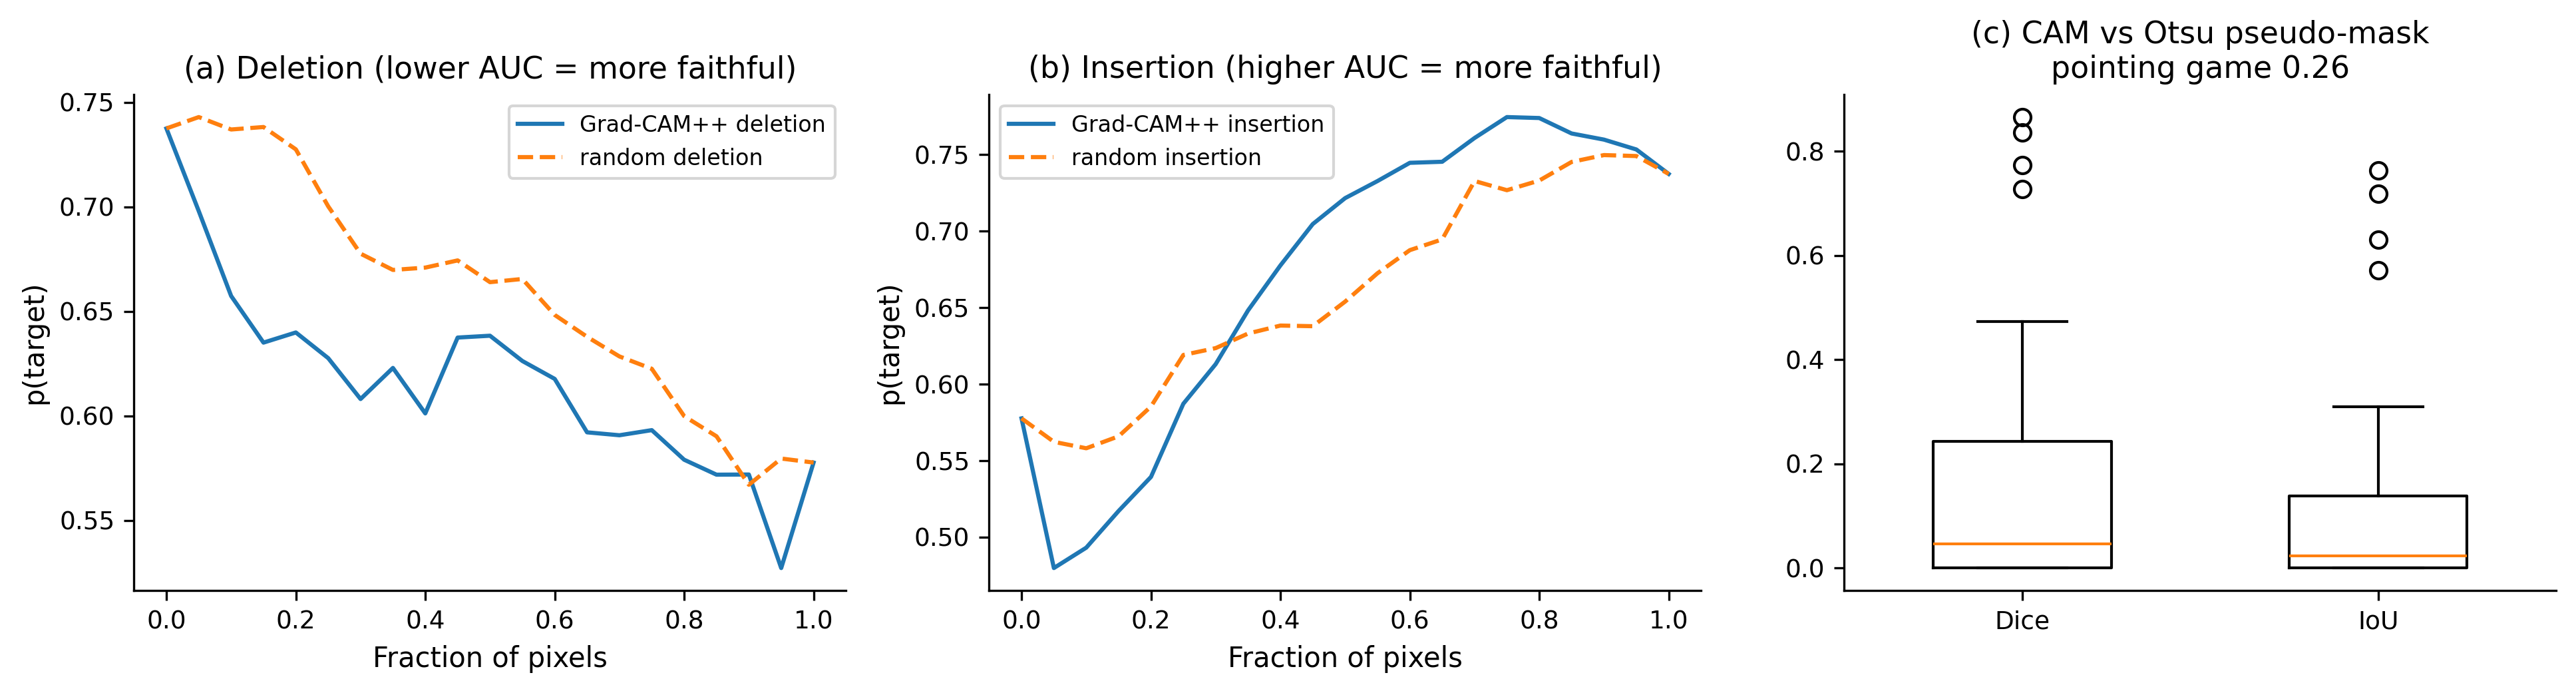 (a) Deletion (lower AUC = more faithful)
0.75
0.70
0.65
0.60
0.55
p(target)
Grad-CAM++ deletion
random deletion
0.0 0.2 0.4 0.6 0.8 1.0
Fraction of pixels
(b) Insertion (higher AUC = more faithful)
0.75
0.70
0.65
0.60
0.55
0.50
p(target)
Grad-CAM++ insertion
random insertion
0.0 0.2 0.4 0.6 0.8 1.0
Fraction of pixels
(c) CAM vs Otsu pseudo-mask
pointing game 0.26
0.8
0.6
0.4
0.2
0.0
Dice IoU